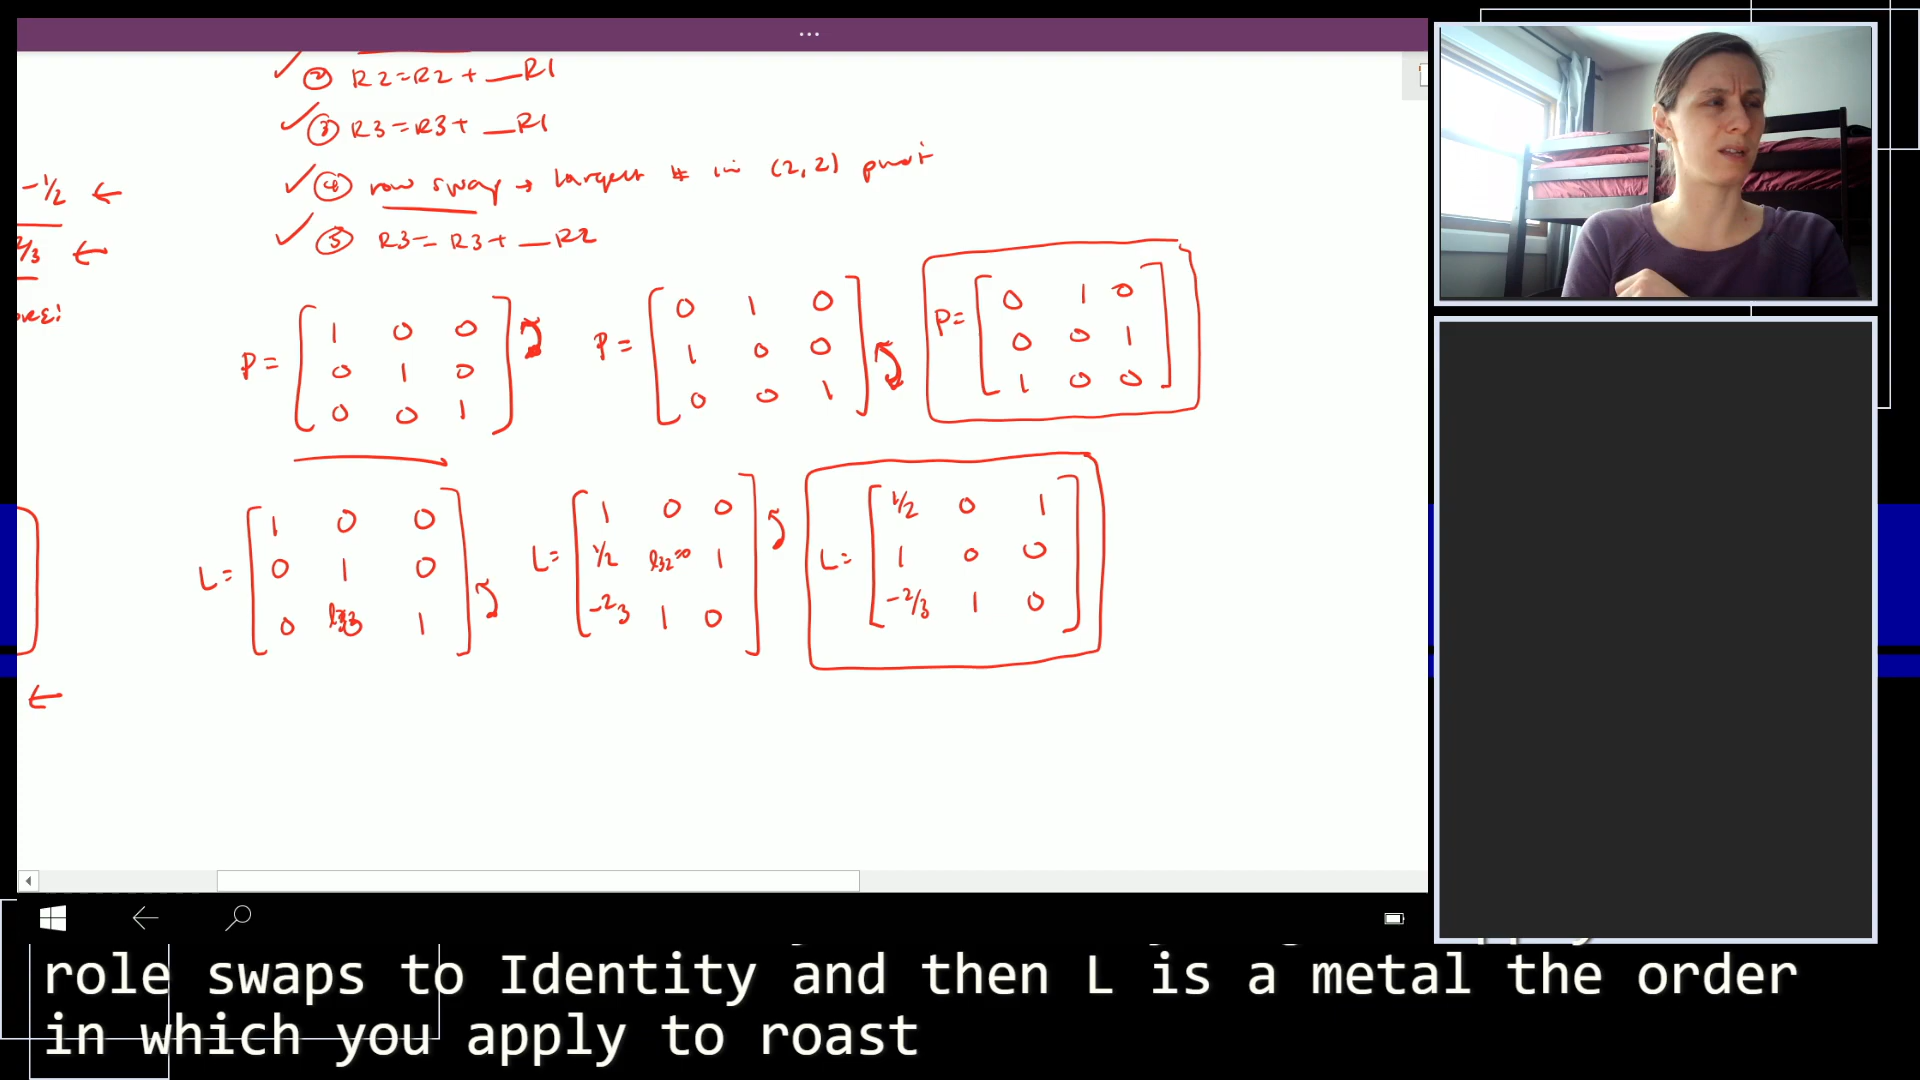 ② R2=R2+__R1
③ R3=R3+__R1
④ row swap → largest # in (2,2) pivot
⑤ R3=R3+__R2
-1/2 ←
2/3 ←
P= [ 1 0 0
0 1 0
0 0 1 ]
P= [ 0 1 0
1 0 0
0 0 1 ]
P= [ 0 1 0
0 0 1
1 0 0 ]
L= [ 1 0 0
0 1 0
0 1 ]
L= [ 1 0 0
1/2 l32=0 1
-2/3 1 0 ]
L= [ 1/2 0 1
1 0 0
-2/3 1 0 ]
←
role swaps to Identity and then L is a metal the order
in which you apply to roast